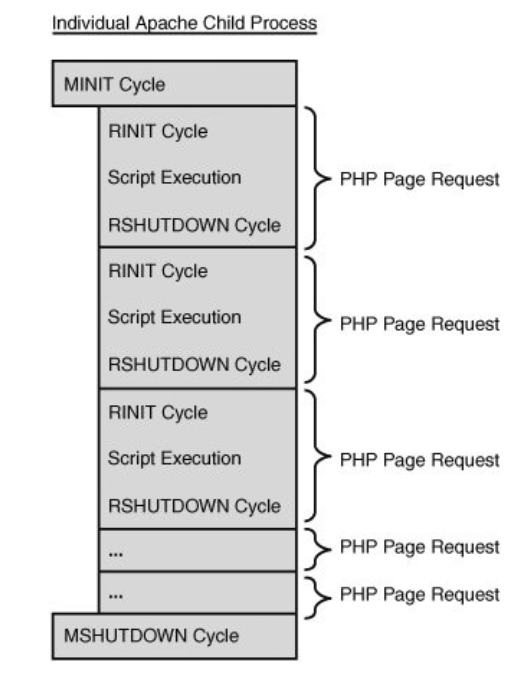 Individual Apache Child Process
MINIT Cycle
RINIT Cycle
Script Execution
PHP Page Request
RSHUTDOWN Cycle
RINIT Cycle
Script Execution
PHP Page Request
RSHUTDOWN Cycle
RINIT Cycle
Script Execution
PHP Page Request
RSHUTDOWN Cycle
...
PHP Page Request
...
PHP Page Request
MSHUTDOWN Cycle